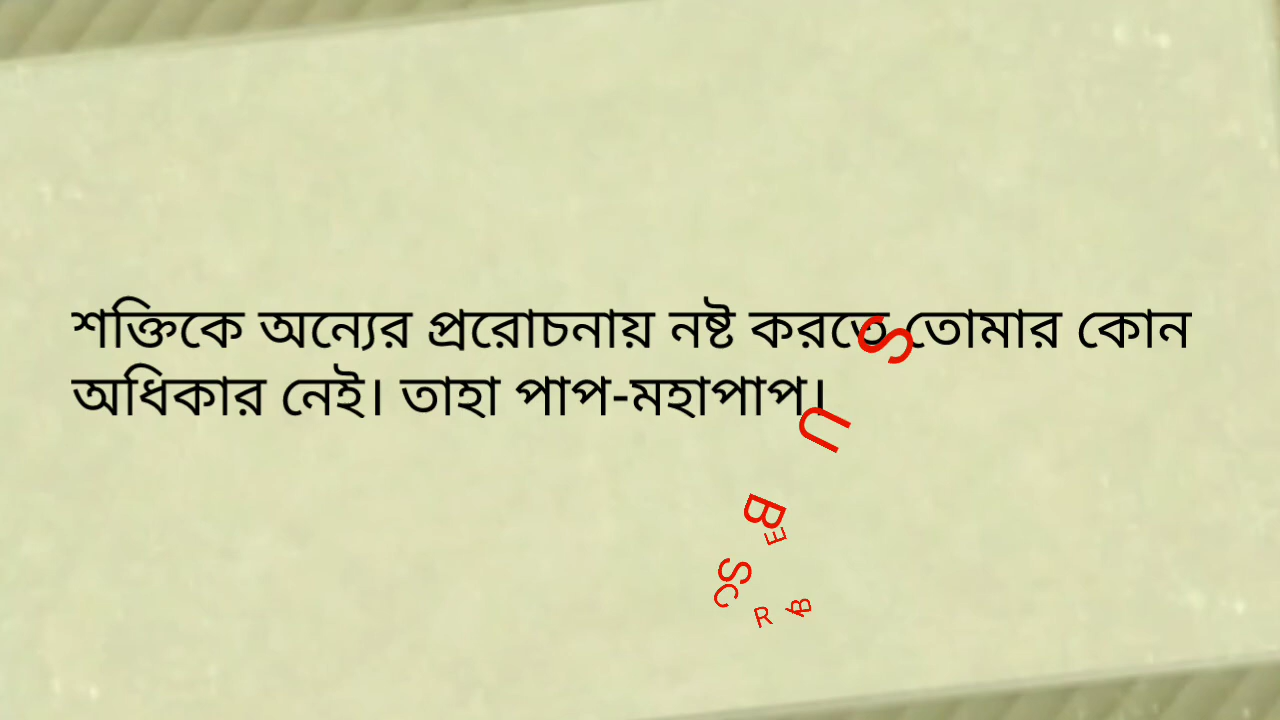 শক্তিকে অন্যের প্ররোচনায় নষ্ট করতে তোমার কোন
অধিকার নেই। তাহা পাপ-মহাপাপ।
S
U
B
S
C
R
B
E
Y